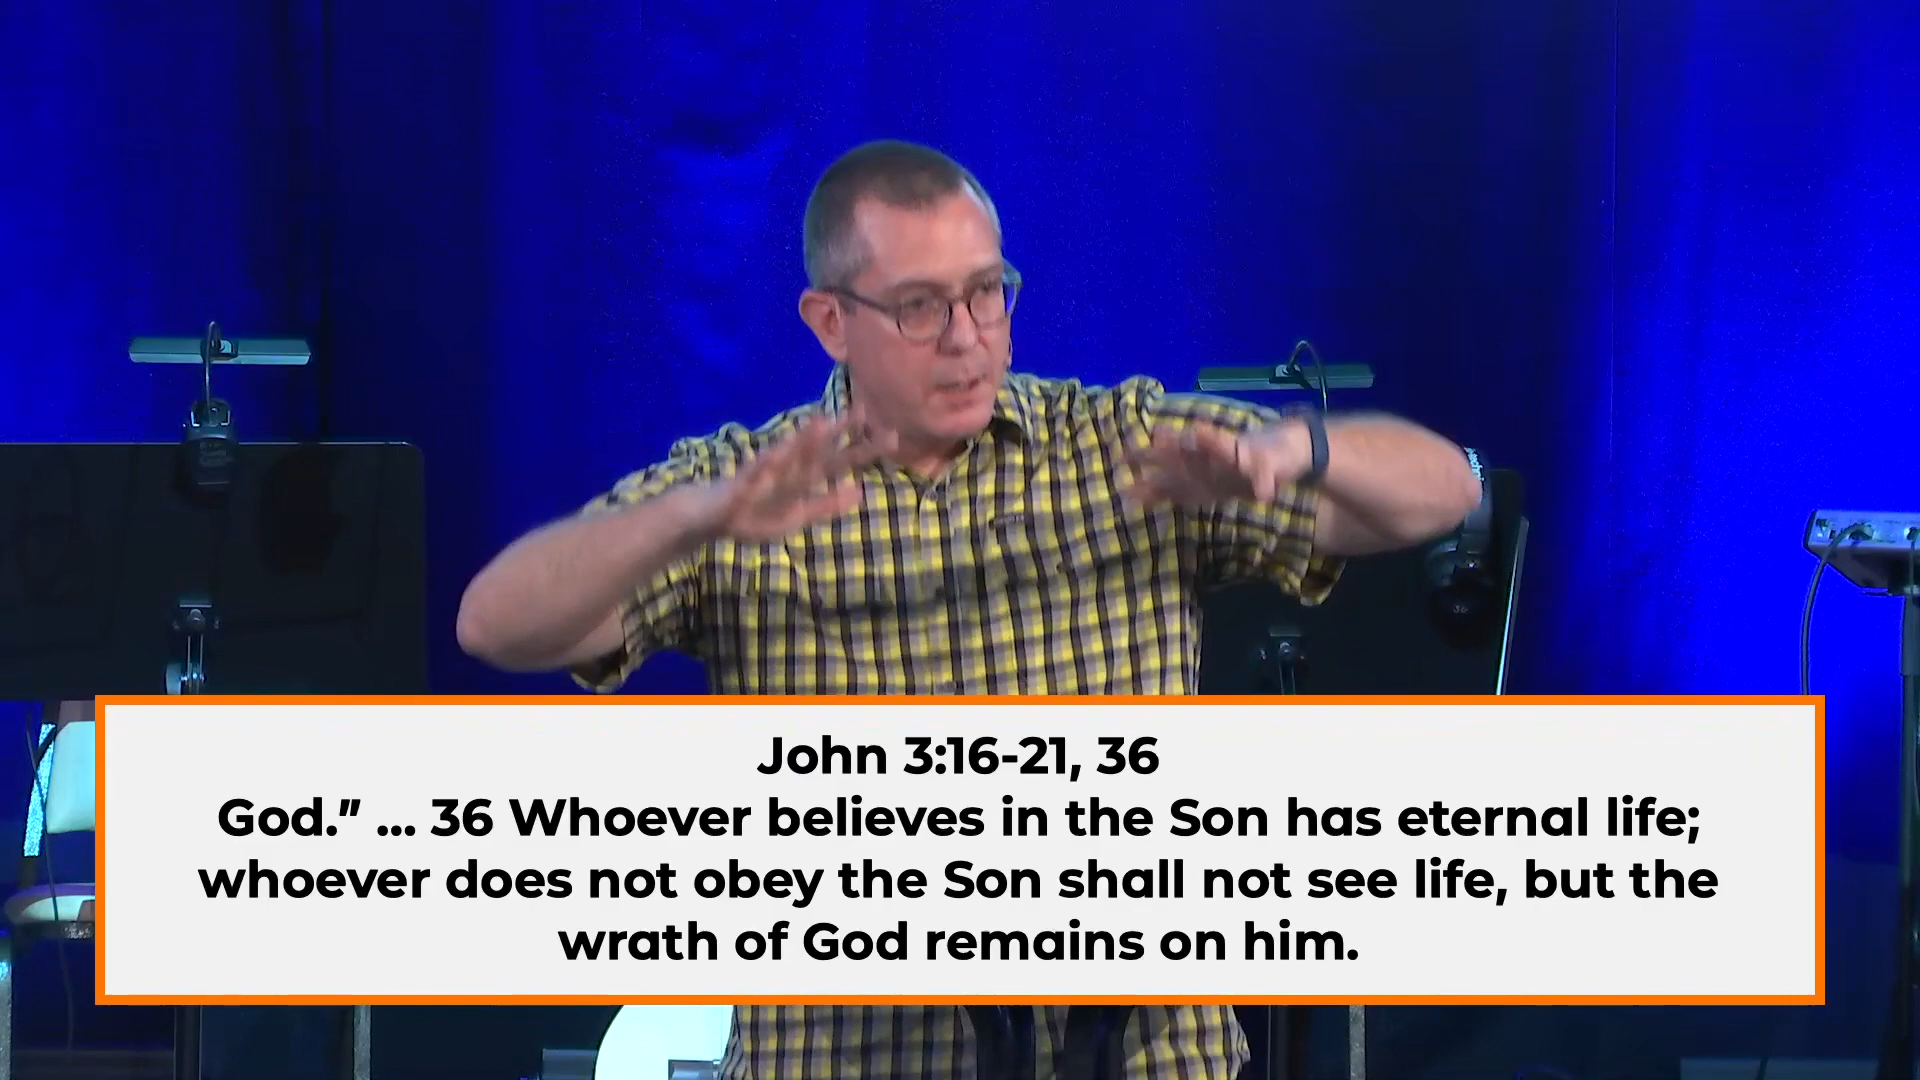 John 3:16-21, 36
God.” ... 36 Whoever believes in the Son has eternal life;
whoever does not obey the Son shall not see life, but the
wrath of God remains on him.